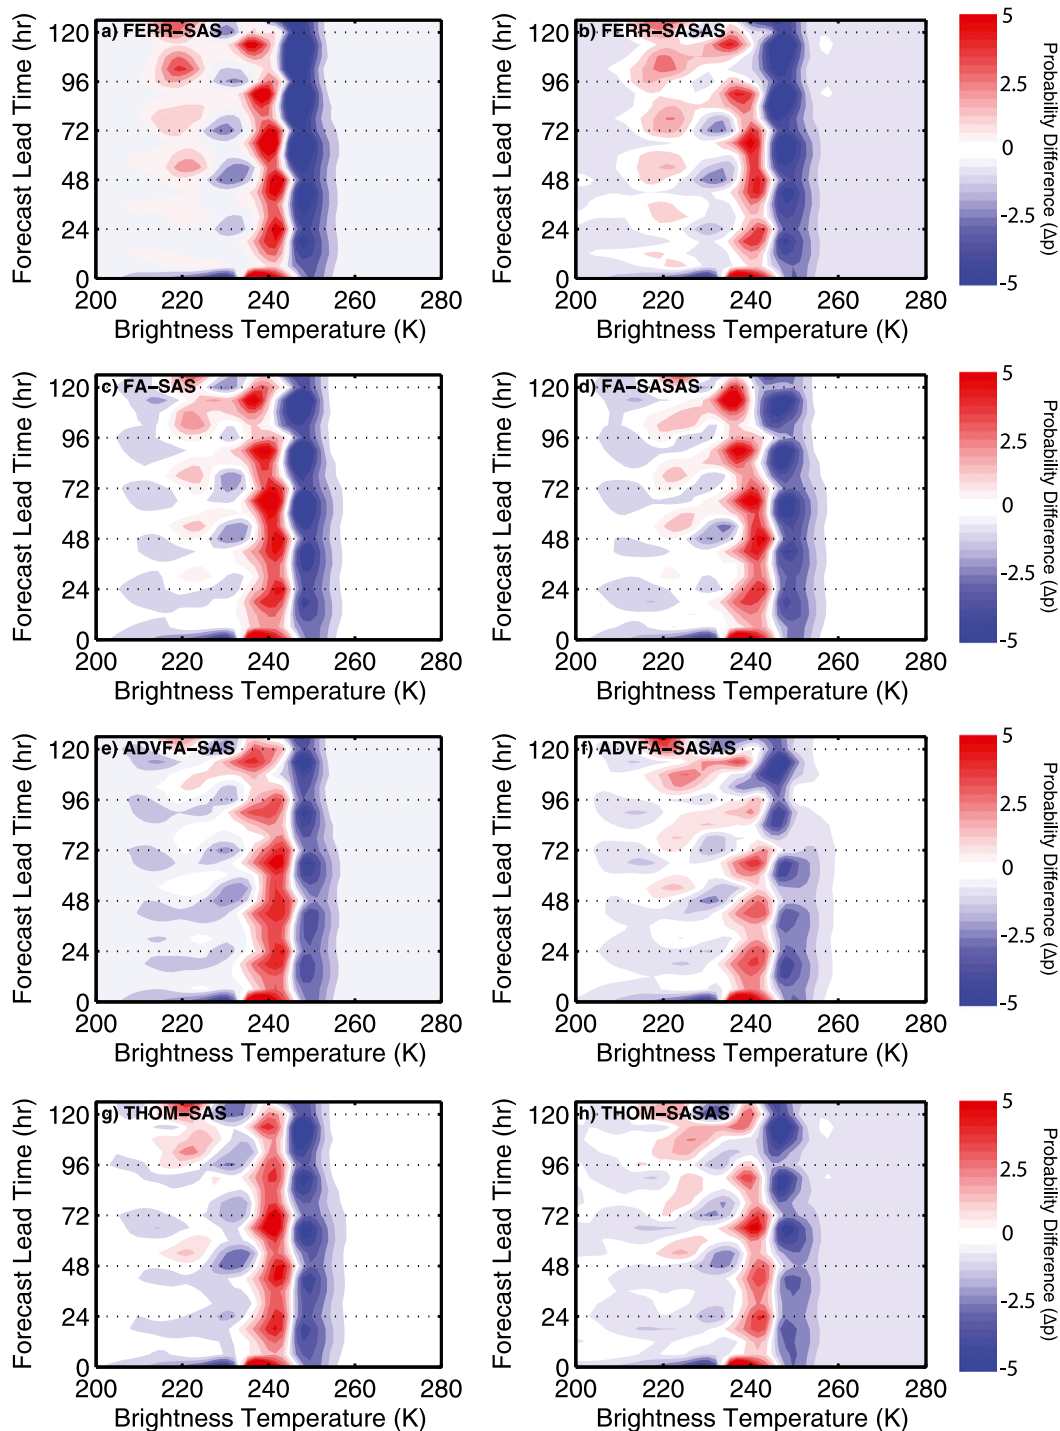 a) FERR-SAS
Forecast Lead Time (hr)
120
96
72
48
24
0
200 220 240 260 280
Brightness Temperature (K)
b) FERR-SASAS
Forecast Lead Time (hr)
120
96
72
48
24
0
200 220 240 260 280
Brightness Temperature (K)
5
2.5
0
-2.5
-5
Probability Difference (Δp)
c) FA-SAS
Forecast Lead Time (hr)
120
96
72
48
24
0
200 220 240 260 280
Brightness Temperature (K)
d) FA-SASAS
Forecast Lead Time (hr)
120
96
72
48
24
0
200 220 240 260 280
Brightness Temperature (K)
5
2.5
0
-2.5
-5
Probability Difference (Δp)
e) ADVFA-SAS
Forecast Lead Time (hr)
120
96
72
48
24
0
200 220 240 260 280
Brightness Temperature (K)
f) ADVFA-SASAS
Forecast Lead Time (hr)
120
96
72
48
24
0
200 220 240 260 280
Brightness Temperature (K)
5
2.5
0
-2.5
-5
Probability Difference (Δp)
g) THOM-SAS
Forecast Lead Time (hr)
120
96
72
48
24
0
200 220 240 260 280
Brightness Temperature (K)
h) THOM-SASAS
Forecast Lead Time (hr)
120
96
72
48
24
0
200 220 240 260 280
Brightness Temperature (K)
5
2.5
0
-2.5
-5
Probability Difference (Δp)